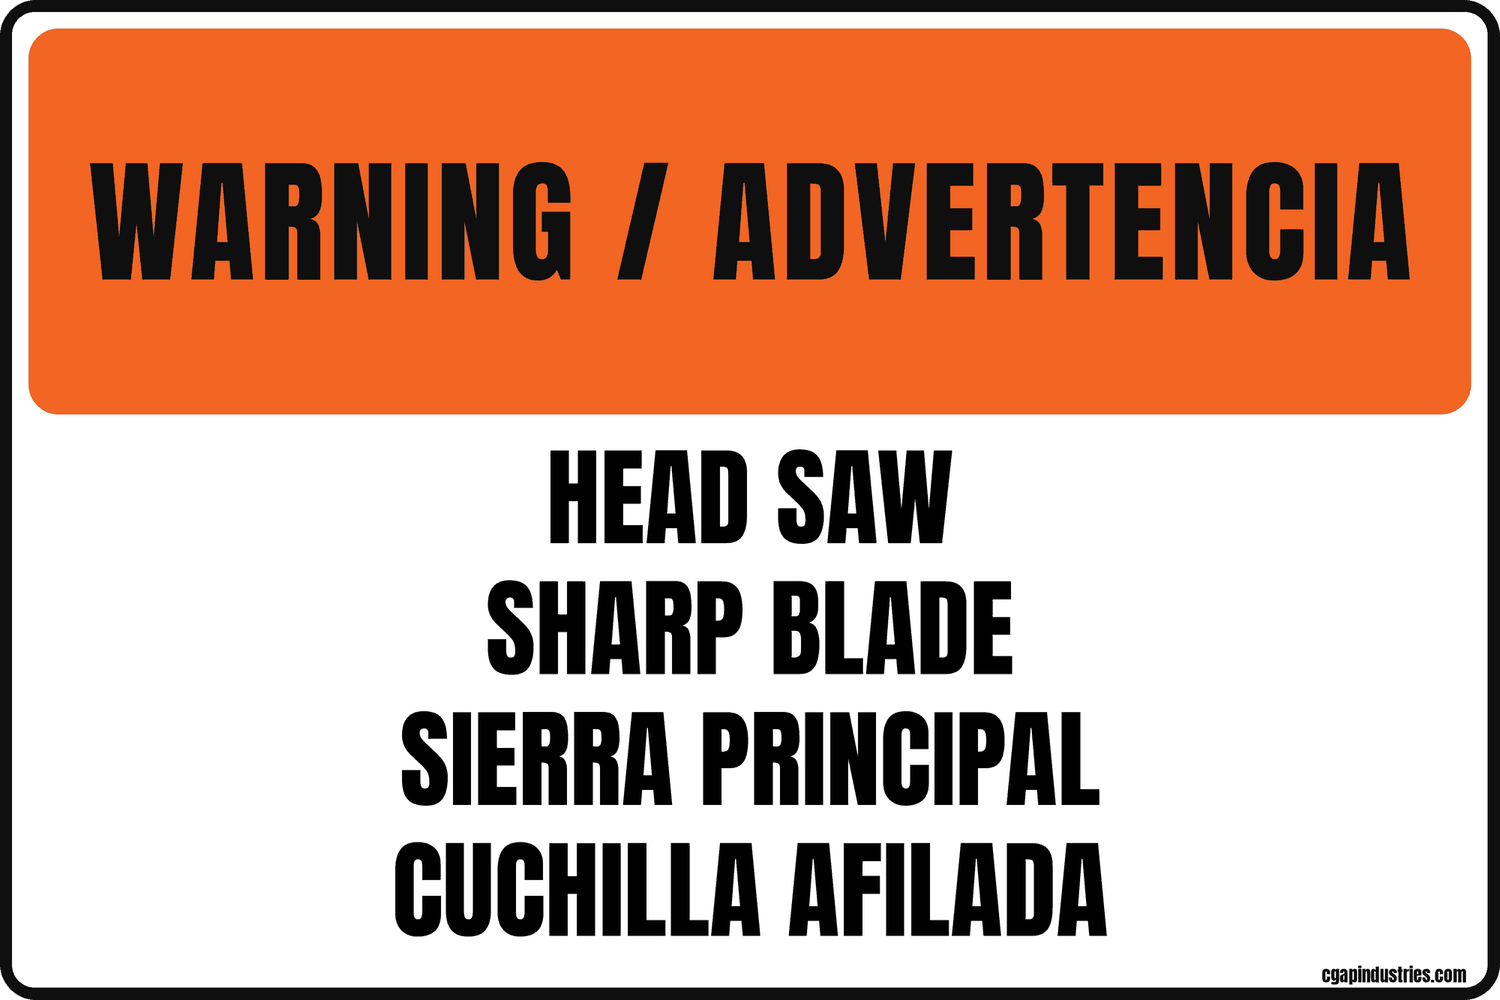 WARNING / ADVERTENCIA
HEAD SAW
SHARP BLADE
SIERRA PRINCIPAL
CUCHILLA AFILADA
cgapindustries.com